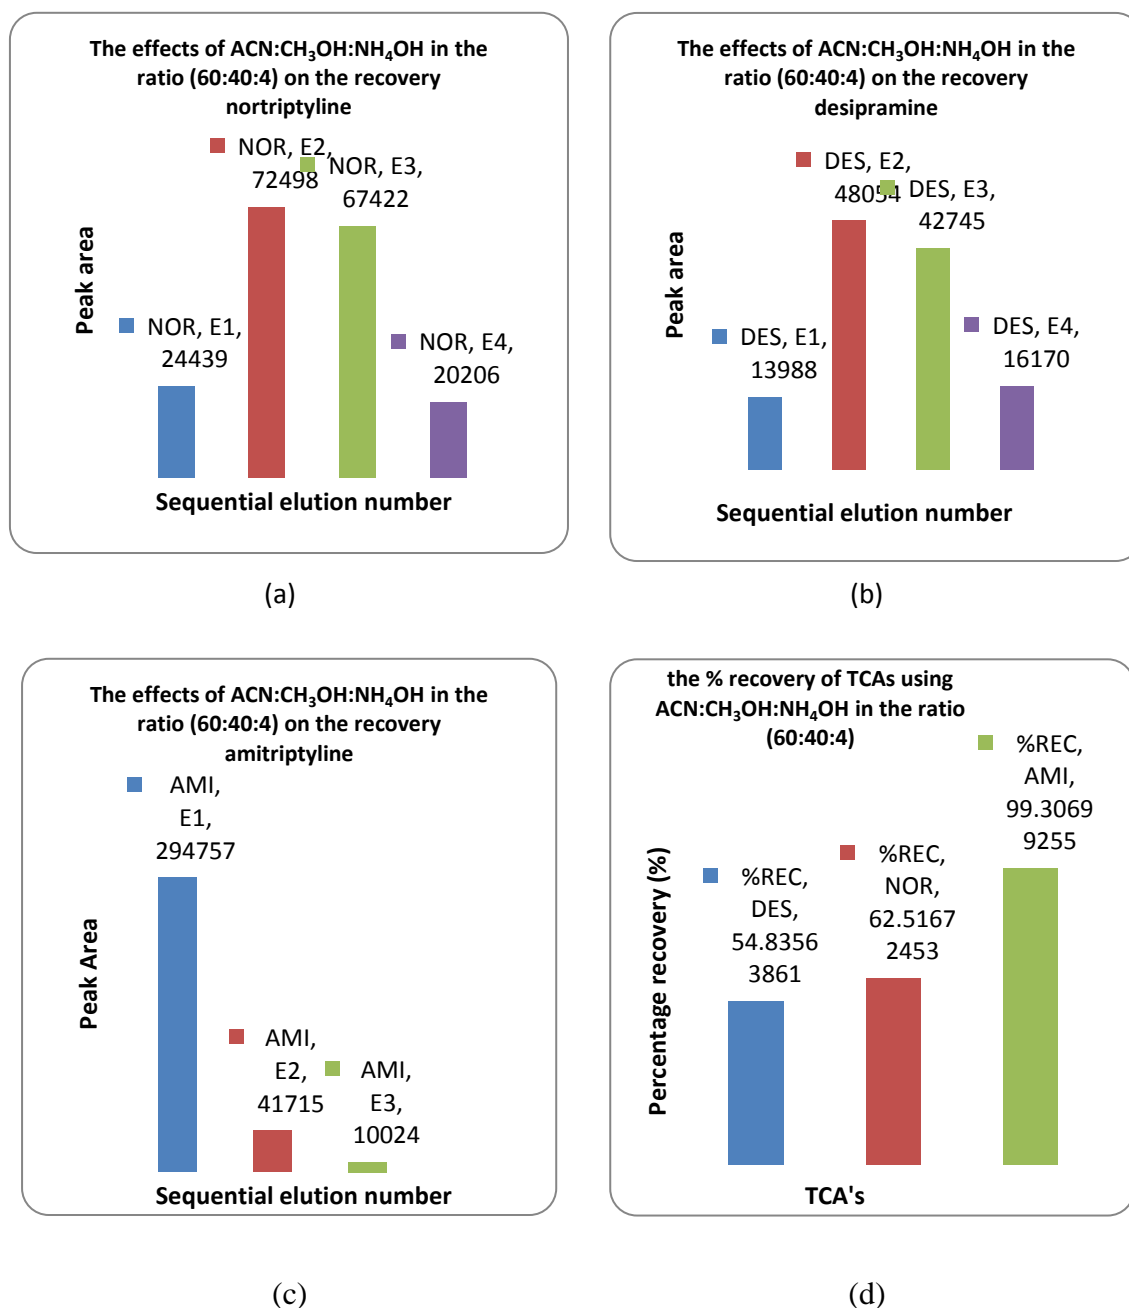 The effects of ACN:CH₃OH:NH₄OH in the
ratio (60:40:4) on the recovery
nortriptyline
NOR, E2,
72498
NOR, E3,
67422
NOR, E1,
24439
NOR, E4,
20206
Peak area
Sequential elution number
(a)
The effects of ACN:CH₃OH:NH₄OH in the
ratio (60:40:4) on the recovery
desipramine
DES, E2,
48054
DES, E3,
42745
DES, E1,
13988
DES, E4,
16170
Peak area
Sequential elution number
(b)
The effects of ACN:CH₃OH:NH₄OH in the
ratio (60:40:4) on the recovery
amitriptyline
AMI,
E1,
294757
AMI,
E2,
41715
AMI,
E3,
10024
Peak Area
Sequential elution number
(c)
the % recovery of TCAs using
ACN:CH₃OH:NH₄OH in the ratio
(60:40:4)
%REC,
AMI,
99.3069
9255
%REC,
NOR,
62.5167
2453
%REC,
DES,
54.8356
3861
Percentage recovery (%)
TCA's
(d)